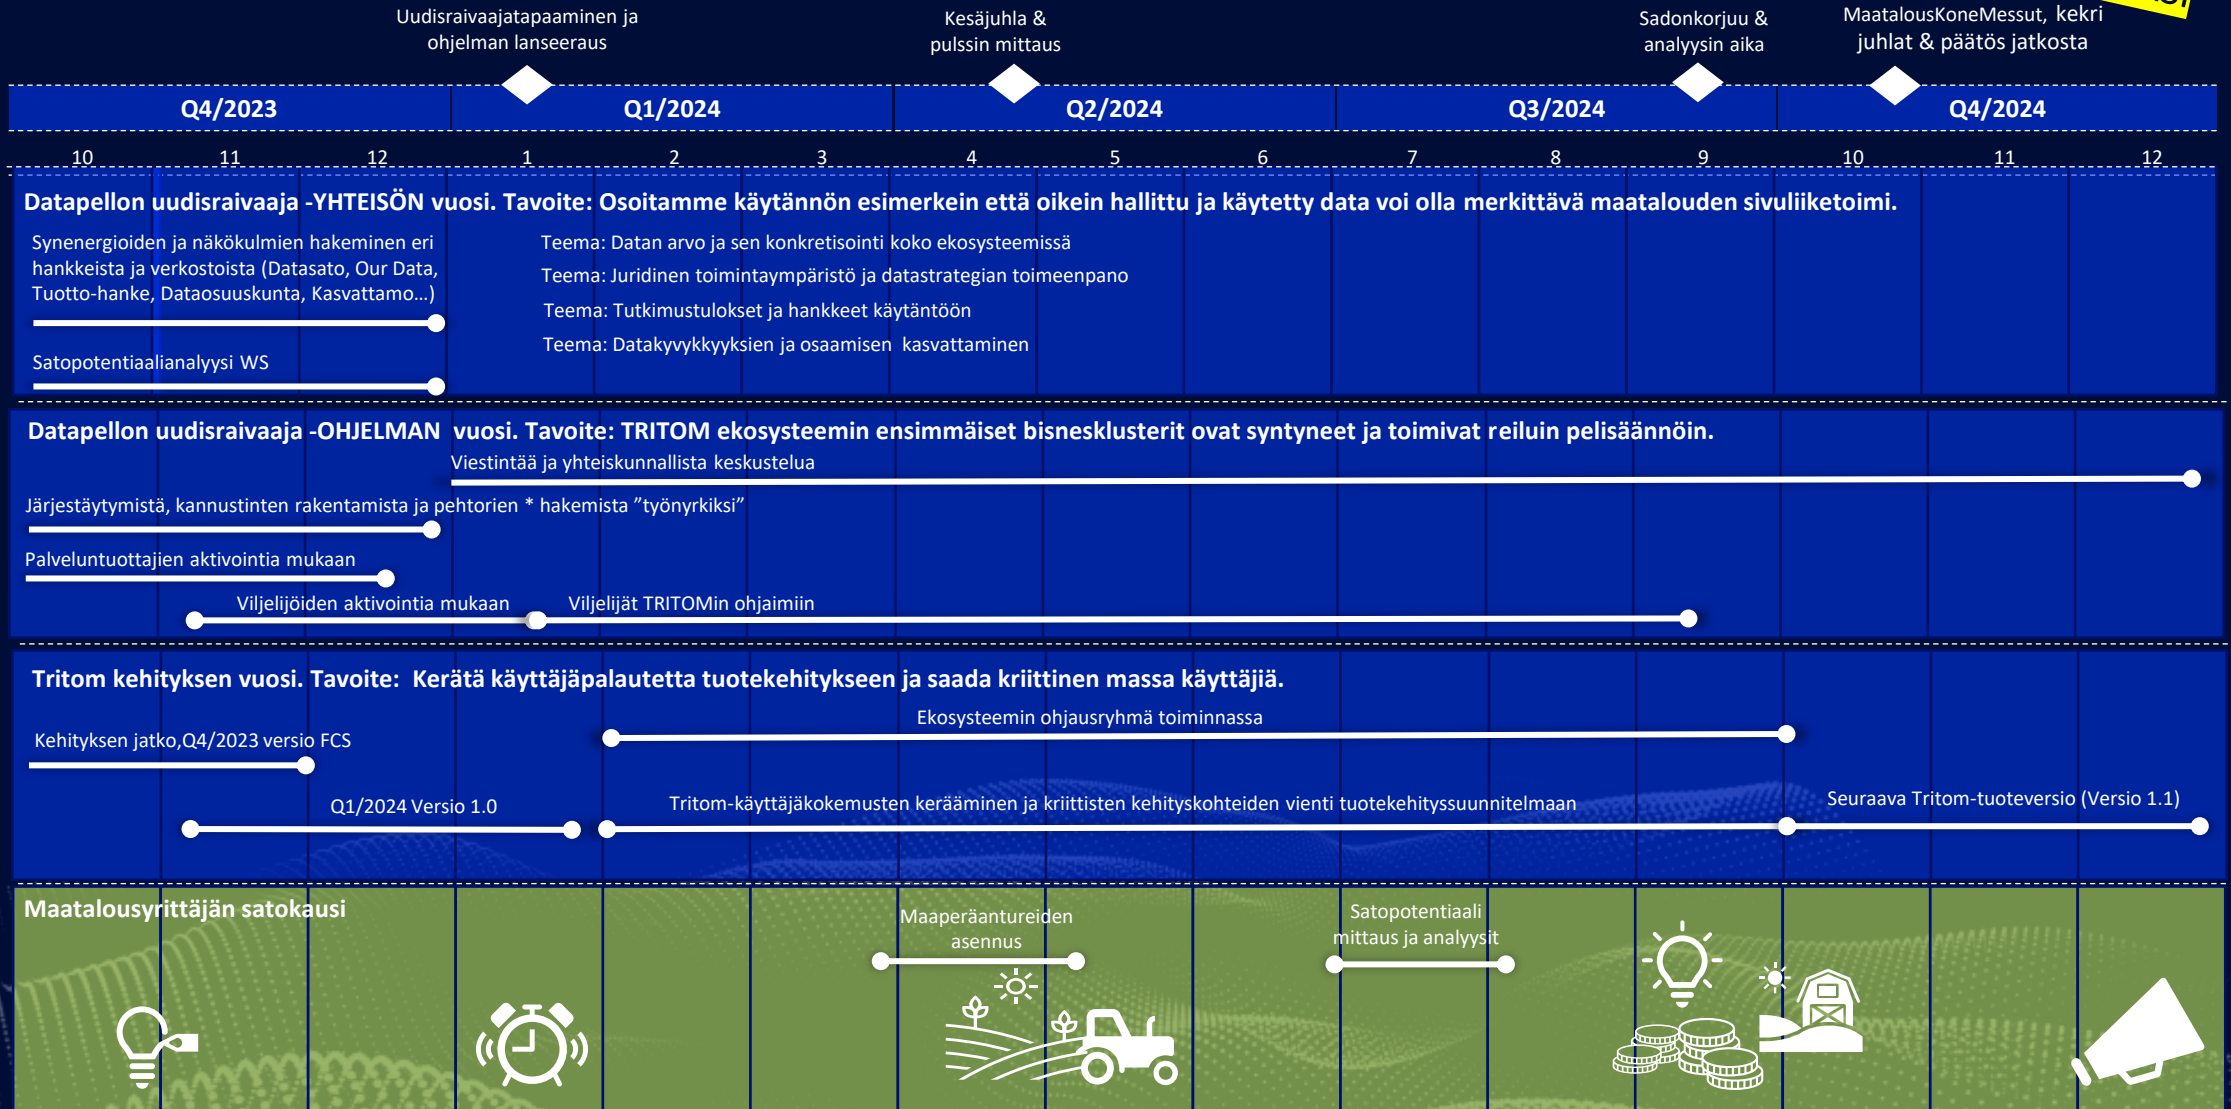 Uudisraivaajatapaaminen ja
ohjelman lanseeraus
Kesäjuhla &
pulssin mittaus
Sadonkorjuu &
analyysin aika
MaatalousKoneMessut, kekri
juhlat & päätös jatkosta
Q4/2023 Q1/2024 Q2/2024 Q3/2024 Q4/2024
10 11 12 1 2 3 4 5 6 7 8 9 10 11 12
Datapellon uudisraivaaja -YHTEISÖN vuosi. Tavoite: Osoitamme käytännön esimerkein että oikein hallittu ja käytetty data voi olla merkittävä maatalouden sivuliiketoimi.
Synenergioiden ja näkökulmien hakeminen eri
hankkeista ja verkostoista (Datasato, Our Data,
Tuotto-hanke, Dataosuuskunta, Kasvattamo…)
Satopotentiaalianalyysi WS
Teema: Datan arvo ja sen konkretisointi koko ekosysteemissä
Teema: Juridinen toimintaympäristö ja datastrategian toimeenpano
Teema: Tutkimustulokset ja hankkeet käytäntöön
Teema: Datakyvykkyyksien ja osaamisen kasvattaminen
Datapellon uudisraivaaja -OHJELMAN vuosi. Tavoite: TRITOM ekosysteemin ensimmäiset bisnesklusterit ovat syntyneet ja toimivat reiluin pelisäännöin.
Viestintää ja yhteiskunnallista keskustelua
Järjestäytymistä, kannustinten rakentamista ja pehtorien * hakemista ”työnyrkiksi”
Palveluntuottajien aktivointia mukaan
Viljelijöiden aktivointia mukaan
Viljelijät TRITOMin ohjaimiin
Tritom kehityksen vuosi. Tavoite: Kerätä käyttäjäpalautetta tuotekehitykseen ja saada kriittinen massa käyttäjiä.
Ekosysteemin ohjausryhmä toiminnassa
Kehityksen jatko,Q4/2023 versio FCS
Q1/2024 Versio 1.0
Tritom-käyttäjäkokemusten kerääminen ja kriittisten kehityskohteiden vienti tuotekehityssuunnitelmaan
Seuraava Tritom-tuoteversio (Versio 1.1)
Maatalousyrittäjän satokausi
Maaperäantureiden
asennus
Satopotentiaali
mittaus ja analyysit